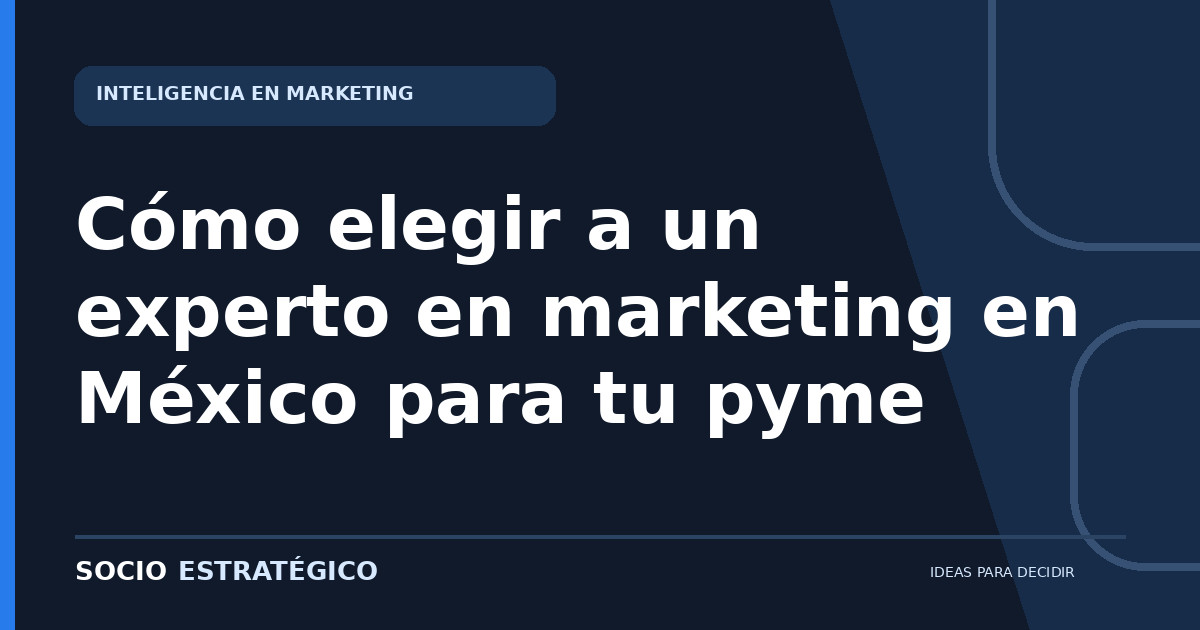 INTELIGENCIA EN MARKETING
Cómo elegir a un
experto en marketing en
México para tu pyme
SOCIO ESTRATÉGICO
IDEAS PARA DECIDIR